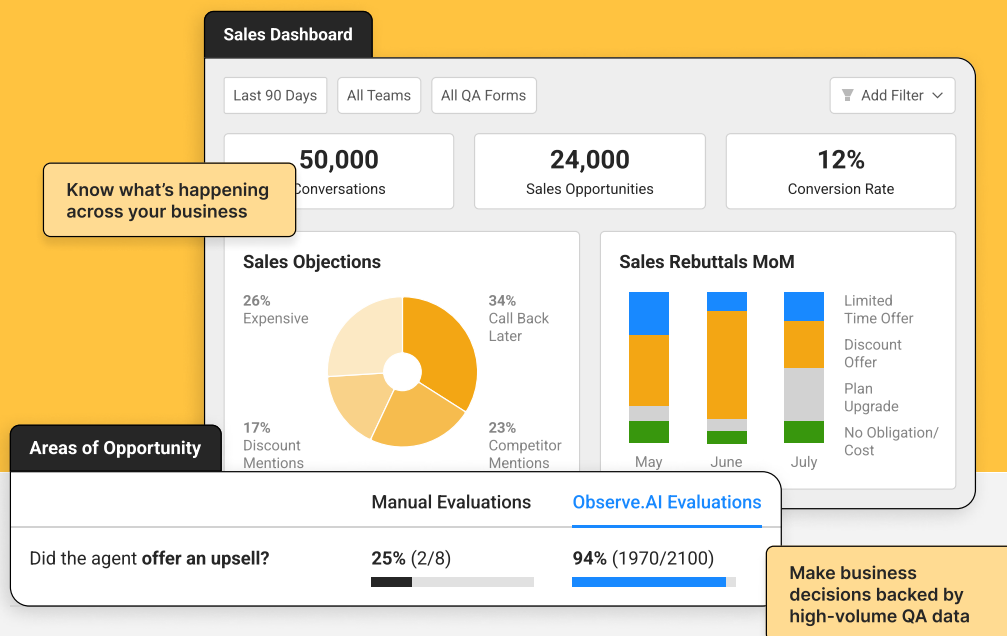 Sales Dashboard
Last 90 Days
All Teams
All QA Forms
Add Filter
50,000
Conversations
24,000
Sales Opportunities
12%
Conversion Rate
Know what's happening
across your business
Sales Objections
26%
Expensive
34%
Call Back
Later
17%
Discount
Mentions
23%
Competitor
Mentions
Sales Rebuttals MoM
Limited
Time Offer
Discount
Offer
Plan
Upgrade
No Obligation/
Cost
May
June
July
Areas of Opportunity
Manual Evaluations
Observe.AI Evaluations
Did the agent offer an upsell?
25% (2/8)
94% (1970/2100)
Make business
decisions backed by
high-volume QA data